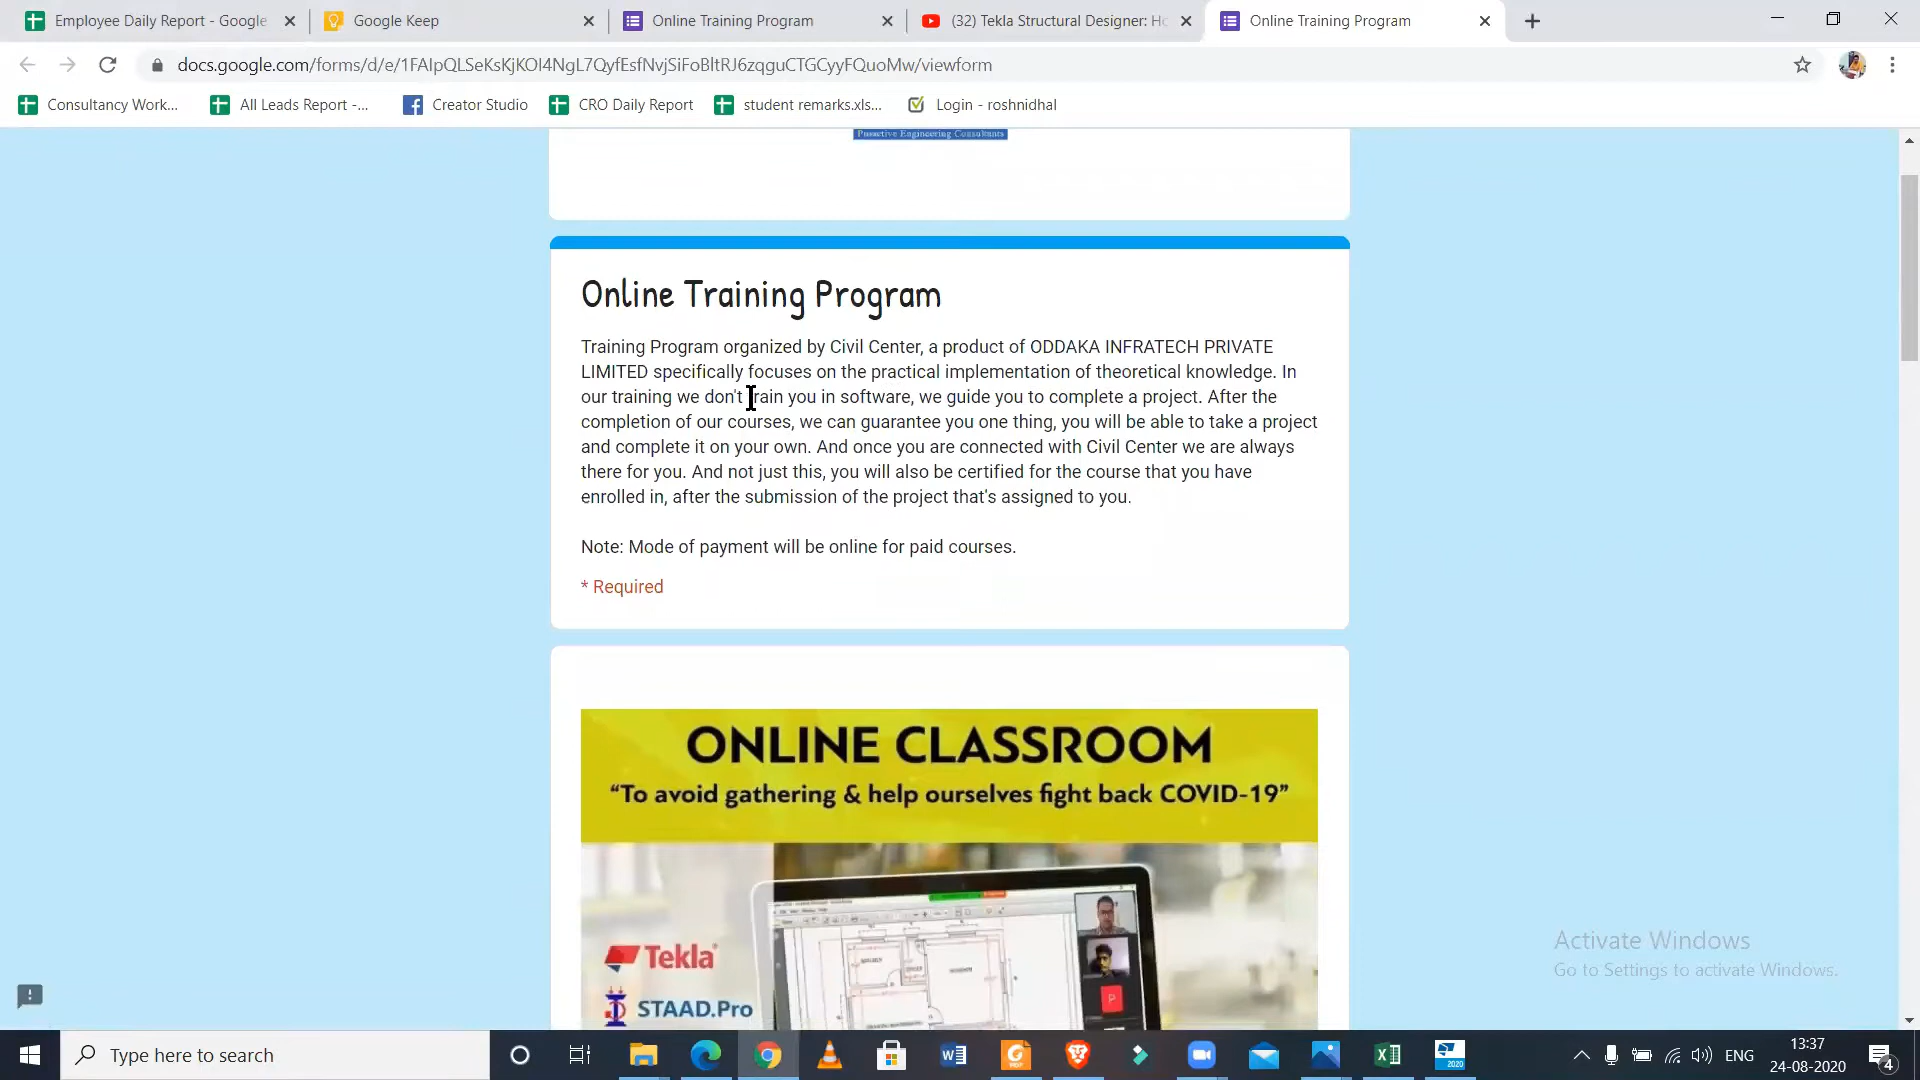 Employee Daily Report - Google
Google Keep
Online Training Program
(32) Tekla Structural Designer: Ho
Online Training Program
docs.google.com/forms/d/e/1FAIpQLSeKsKjKOI4NgL7QyfEsfNvjSiFoBltRJ6zqguCTGCyyFQuoMw/viewform
Consultancy Work...
All Leads Report -...
Creator Studio
CRO Daily Report
student remarks.xls...
Login - roshnidhal
Proactive Engineering Consultants
Online Training Program
Training Program organized by Civil Center, a product of ODDAKA INFRATECH PRIVATE
LIMITED specifically focuses on the practical implementation of theoretical knowledge. In
our training we don't train you in software, we guide you to complete a project. After the
completion of our courses, we can guarantee you one thing, you will be able to take a project
and complete it on your own. And once you are connected with Civil Center we are always
there for you. And not just this, you will also be certified for the course that you have
enrolled in, after the submission of the project that's assigned to you.
Note: Mode of payment will be online for paid courses.
* Required
ONLINE CLASSROOM
“To avoid gathering & help ourselves fight back COVID-19”
Tekla
STAAD.Pro
P
Activate Windows
Go to Settings to activate Windows.
Type here to search
2020
ENG
13:37
24-08-2020
4